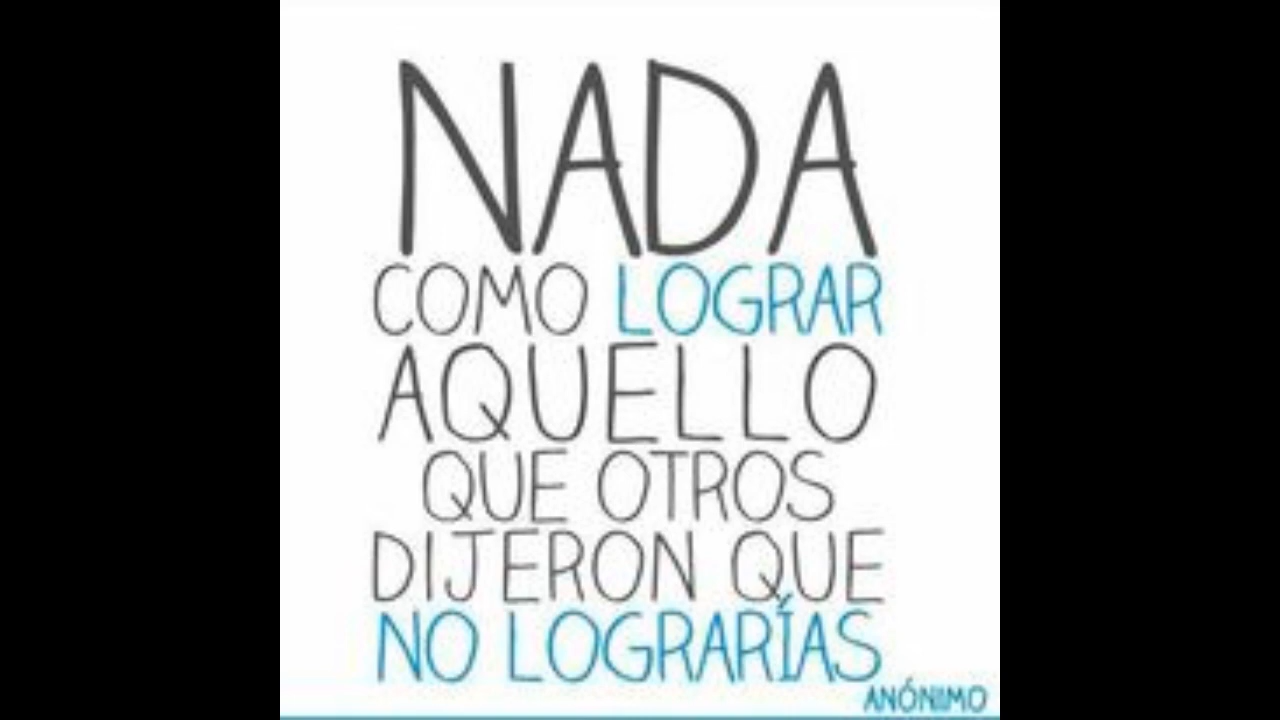 NADA
COMO LOGRAR
AQUELLO
QUE OTROS
DIJERON QUE
NO LOGRARÍAS
ANÓNIMO